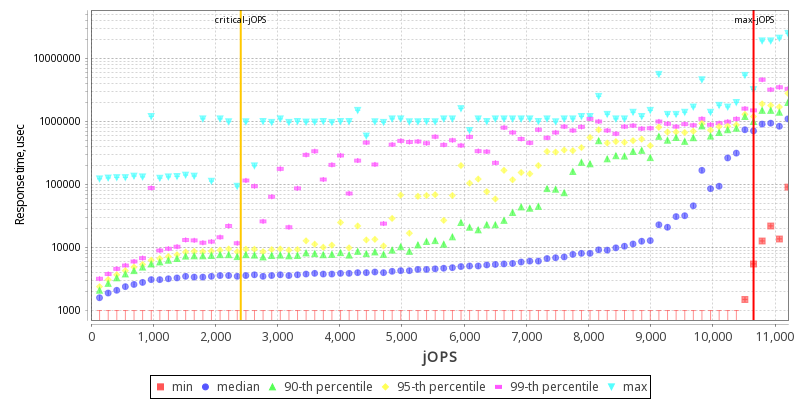 critical-jOPS max-jOPS
10000000
1000000
100000
10000
1000
Response time, usec
0 1,000 2,000 3,000 4,000 5,000 6,000 7,000 8,000 9,000 10,000 11,000
jOPS
min median 90-th percentile 95-th percentile 99-th percentile max